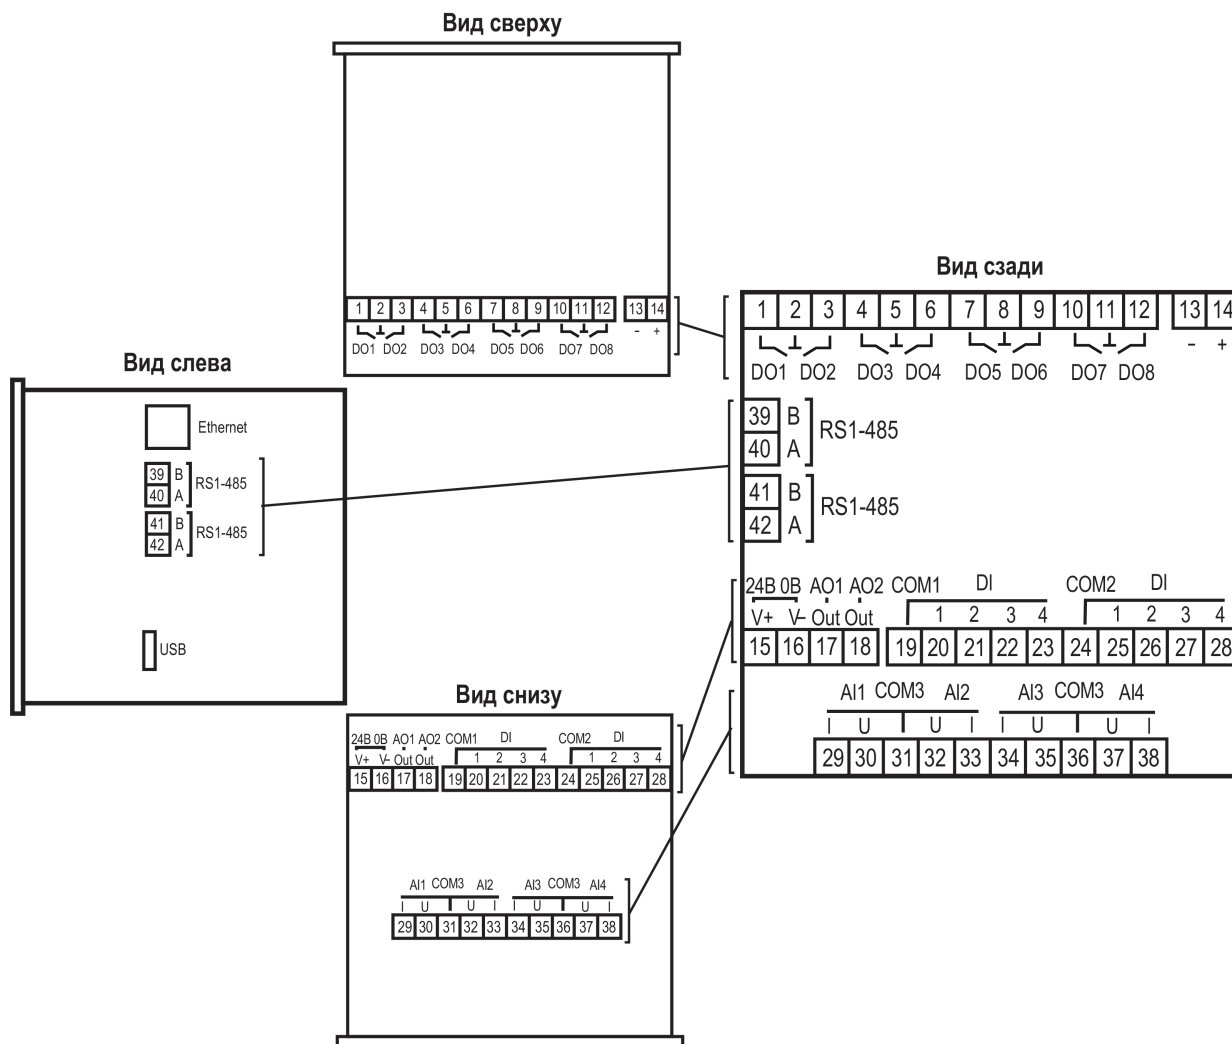 Вид сверху
1 2 3 4 5 6 7 8 9 10 11 12 13 14
DO1 DO2 DO3 DO4 DO5 DO6 DO7 DO8 – +
Вид слева
Ethernet
39 B
40 A
RS1-485
41 B
42 A
RS1-485
USB
Вид снизу
24В 0В AO1 AO2 COM1 DI COM2 DI
V+ V– Out Out 1 2 3 4 1 2 3 4
15 16 17 18 19 20 21 22 23 24 25 26 27 28
AI1 COM3 AI2 AI3 COM3 AI4
I U U I I U U I
29 30 31 32 33 34 35 36 37 38
Вид сзади
1 2 3 4 5 6 7 8 9 10 11 12 13 14
– +
DO1 DO2 DO3 DO4 DO5 DO6 DO7 DO8
39 B
40 A
RS1-485
41 B
42 A
RS1-485
24В 0В AO1 AO2 COM1 DI COM2 DI
V+ V– Out Out 1 2 3 4 1 2 3 4
15 16 17 18 19 20 21 22 23 24 25 26 27 28
AI1 COM3 AI2 AI3 COM3 AI4
I U U I I U U I
29 30 31 32 33 34 35 36 37 38